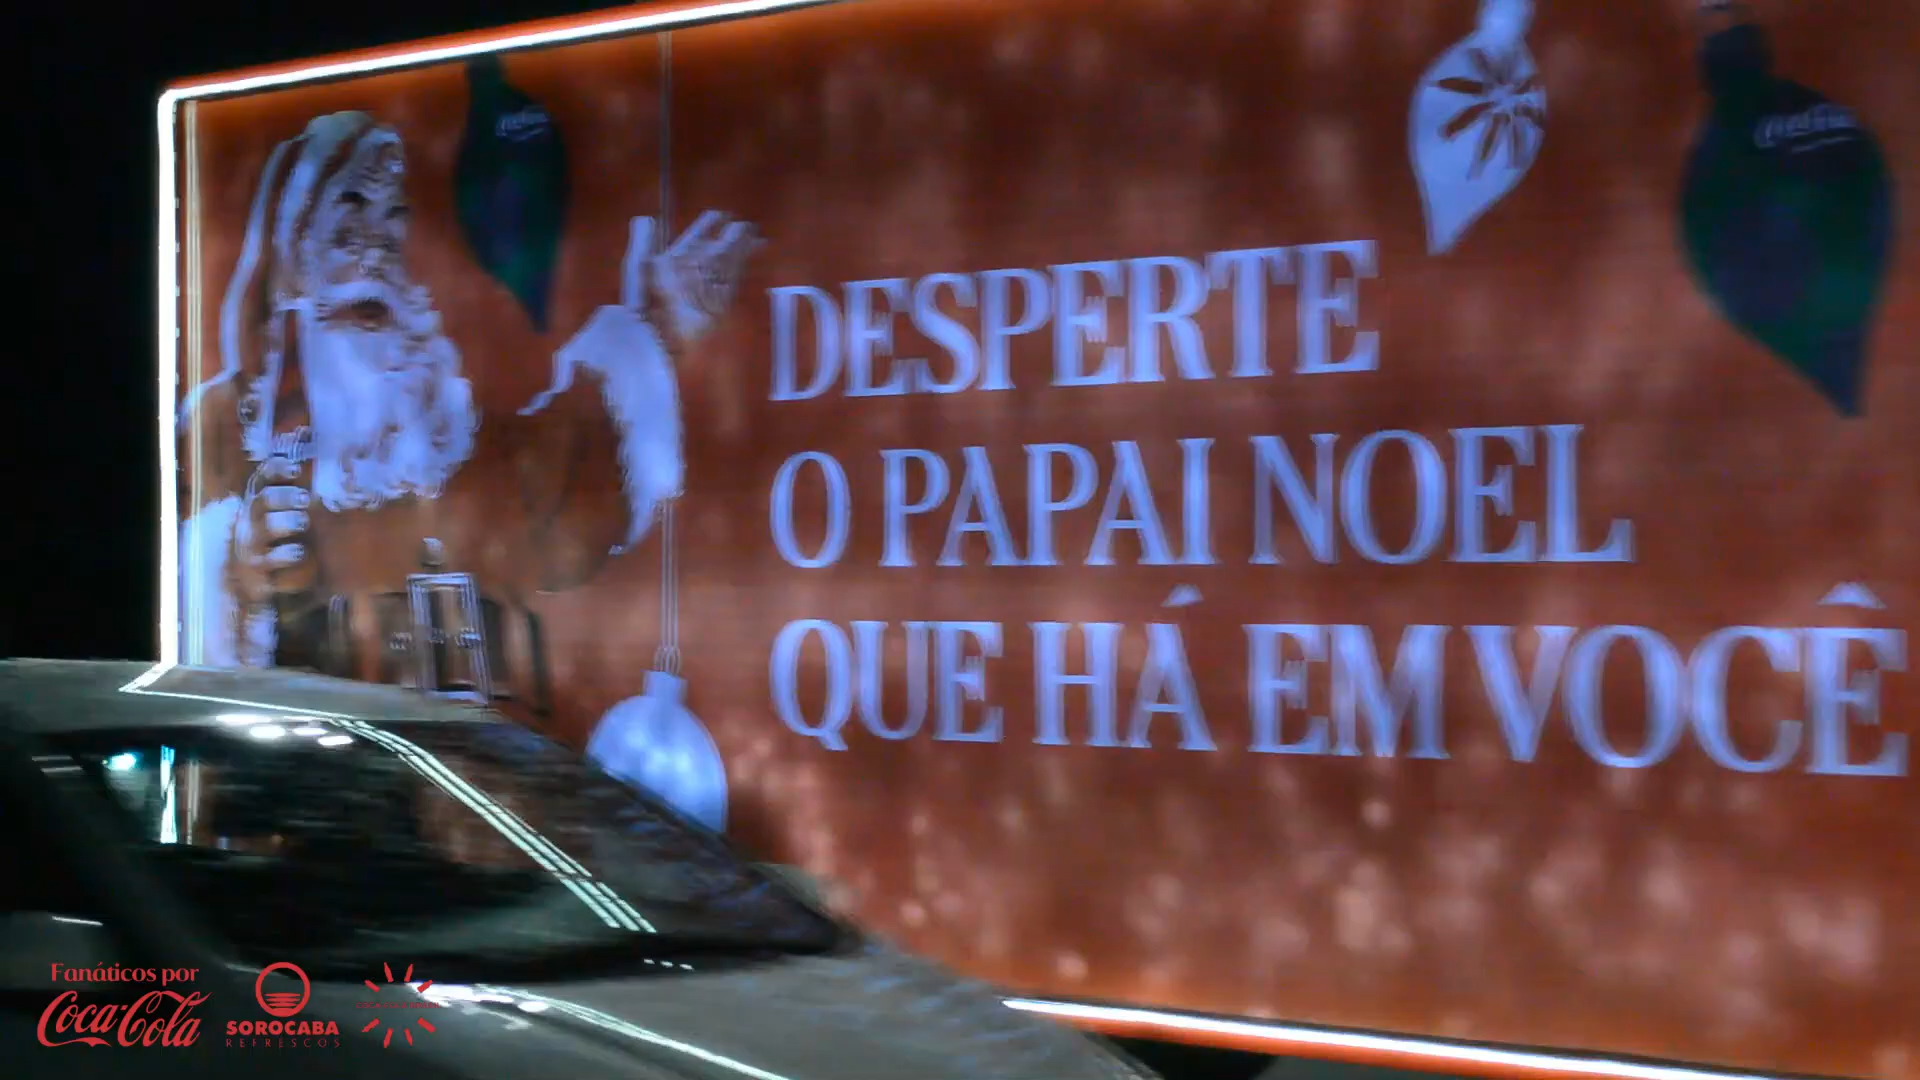 DESPERTE
O PAPAI NOEL
QUE HÁ EM VOCÊ
Fanáticos por
Coca-Cola
SOROCABA
REFRESCOS